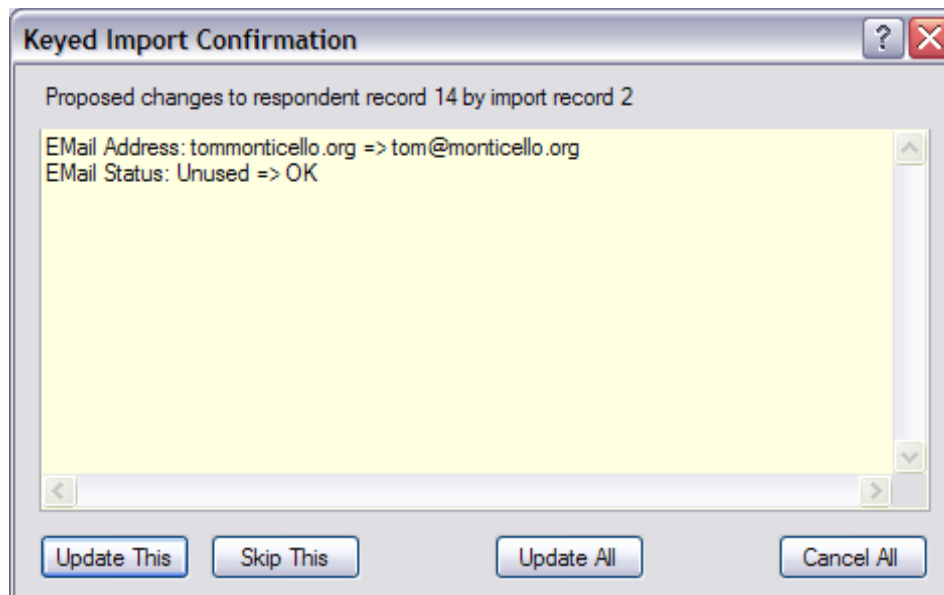 Keyed Import Confirmation
Proposed changes to respondent record 14 by import record 2
EMail Address: tommonticello.org => tom@monticello.org
EMail Status: Unused => OK
Update This Skip This Update All Cancel All